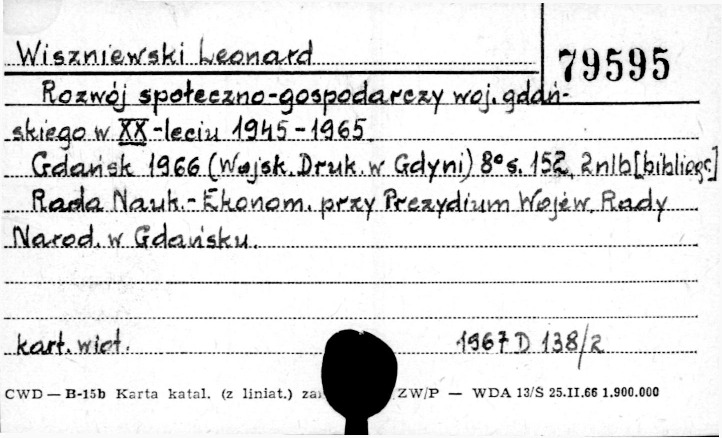 Wiszniewski Leonard
79595
Rozwój społeczno-gospodarczy woj. gdań-
skiego w XX-leciu 1945-1965.
Gdańsk 1966 (Wojsk. Druk. w Gdyni) 8° s. 152, 2 nlb [bibliogr]
Rada Nauk.-Ekonom. przy Prezydium Wojew. Rady
Narod. w Gdańsku.
kart. wiel. 1967 D 138/2
CWD — B-15b Karta katal. (z liniat.) ZW/P — WDA 13/S 25.II.66 1.900.000